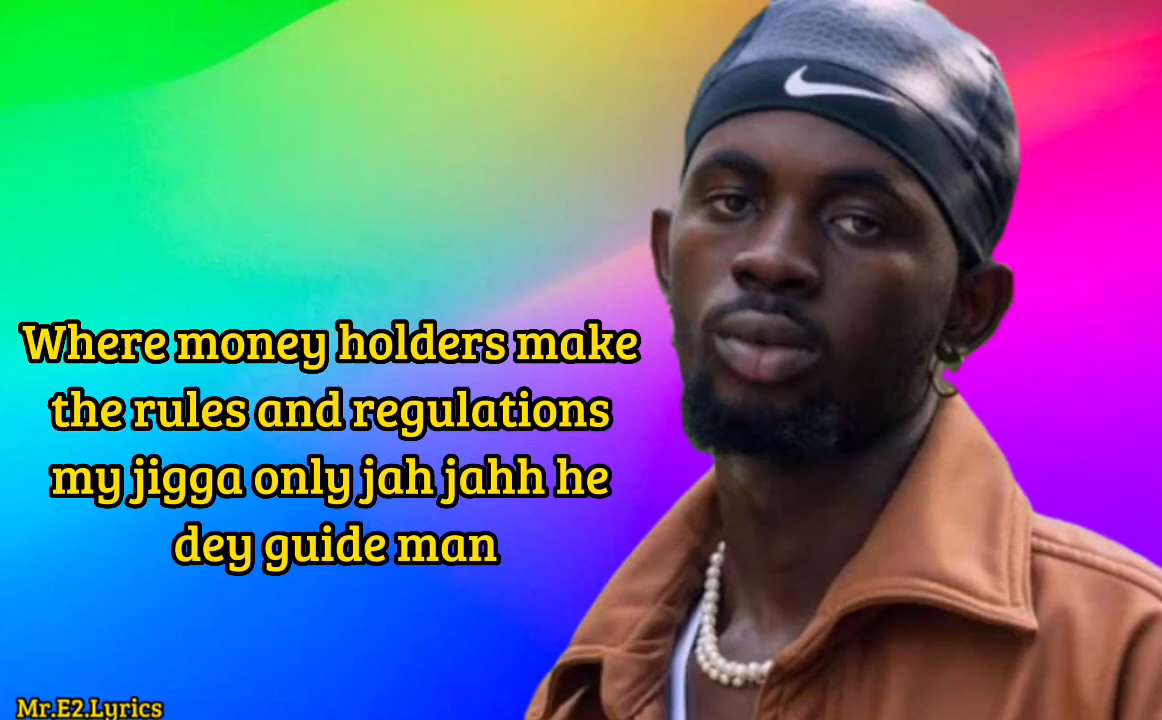 Where money holders make
the rules and regulations
my jigga only jah jahh he
dey guide man
Mr.E2.Lyrics